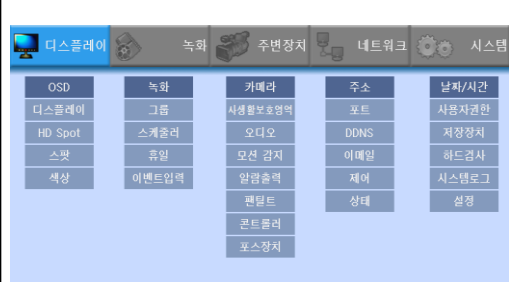 디스플레이 녹화 주변장치 네트워크 시스템
OSD 녹화 카메라 주소 날짜/시간
디스플레이 그룹 사생활보호영역 포트 사용자권한
HD Spot 스케줄러 오디오 DDNS 저장장치
스팟 휴일 모션 감지 이메일 하드검사
색상 이벤트입력 알람출력 제어 시스템로그
팬틸트 상태 설정
콘트롤러
포스장치